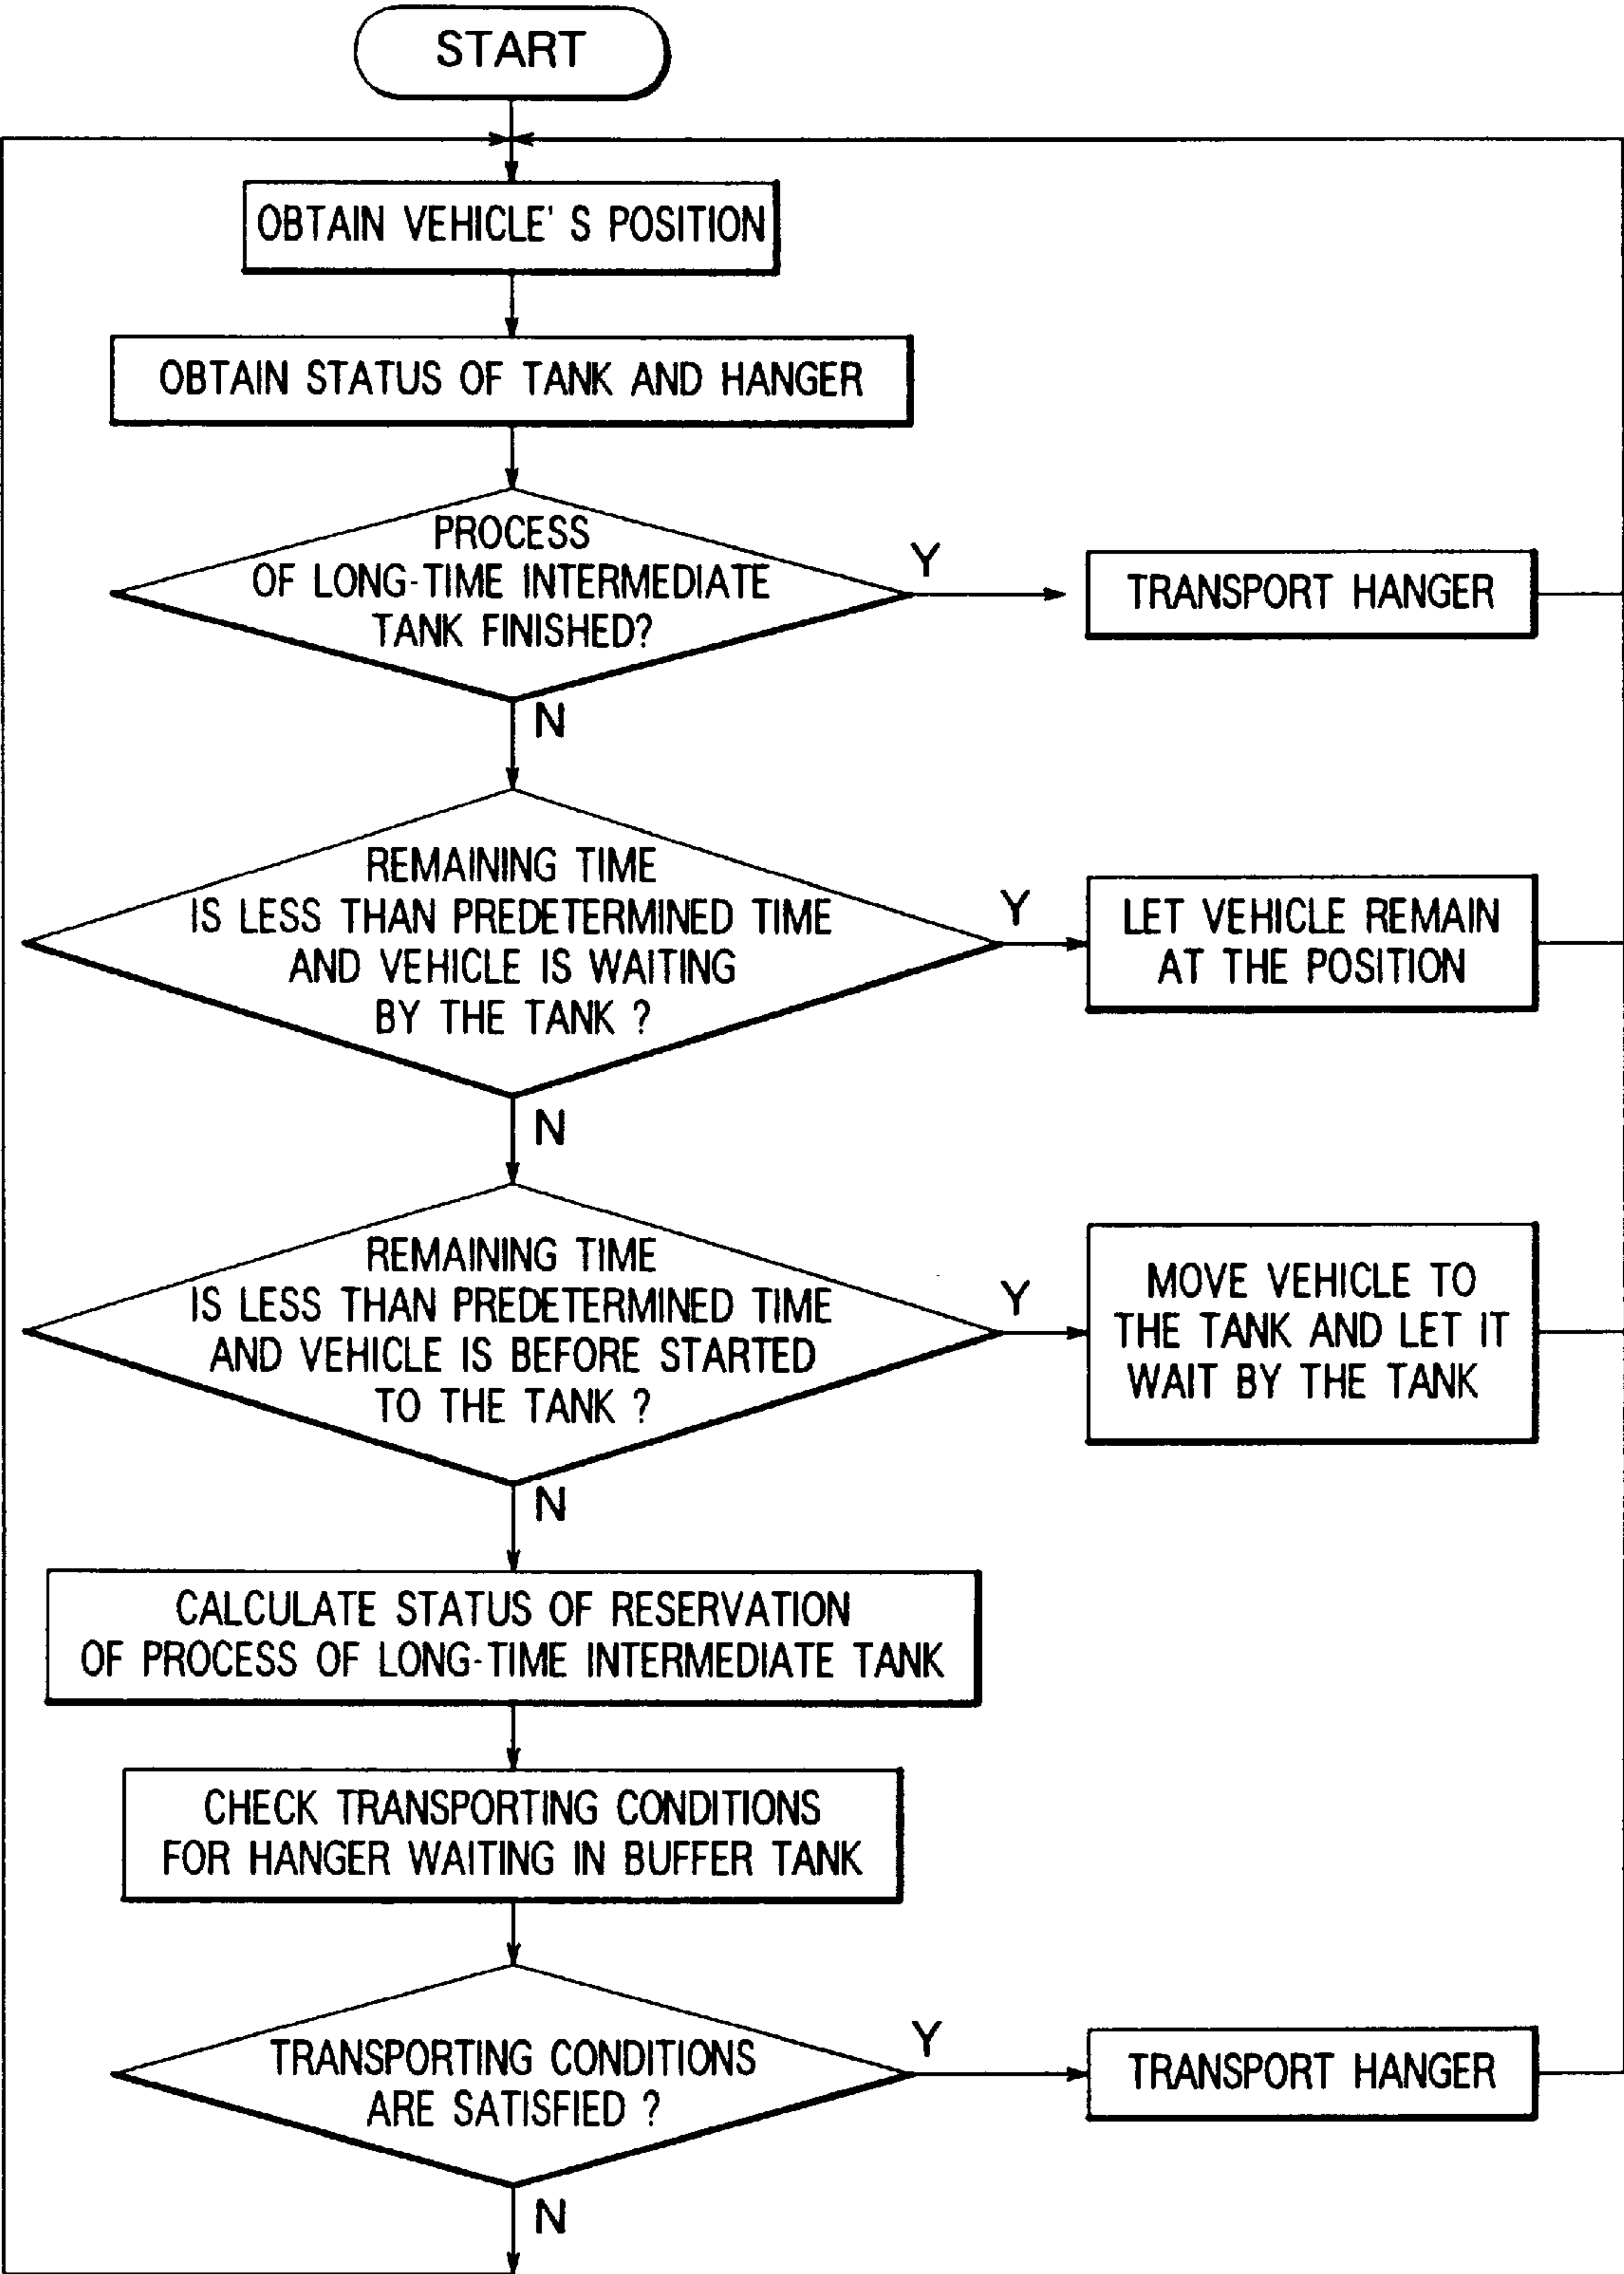 START
OBTAIN VEHICLE' S POSITION
OBTAIN STATUS OF TANK AND HANGER
PROCESS
OF LONG-TIME INTERMEDIATE
TANK FINISHED?
Y
TRANSPORT HANGER
N
REMAINING TIME
IS LESS THAN PREDETERMINED TIME
AND VEHICLE IS WAITING
BY THE TANK ?
Y
LET VEHICLE REMAIN
AT THE POSITION
N
REMAINING TIME
IS LESS THAN PREDETERMINED TIME
AND VEHICLE IS BEFORE STARTED
TO THE TANK ?
Y
MOVE VEHICLE TO
THE TANK AND LET IT
WAIT BY THE TANK
N
CALCULATE STATUS OF RESERVATION
OF PROCESS OF LONG-TIME INTERMEDIATE TANK
CHECK TRANSPORTING CONDITIONS
FOR HANGER WAITING IN BUFFER TANK
TRANSPORTING CONDITIONS
ARE SATISFIED ?
Y
TRANSPORT HANGER
N